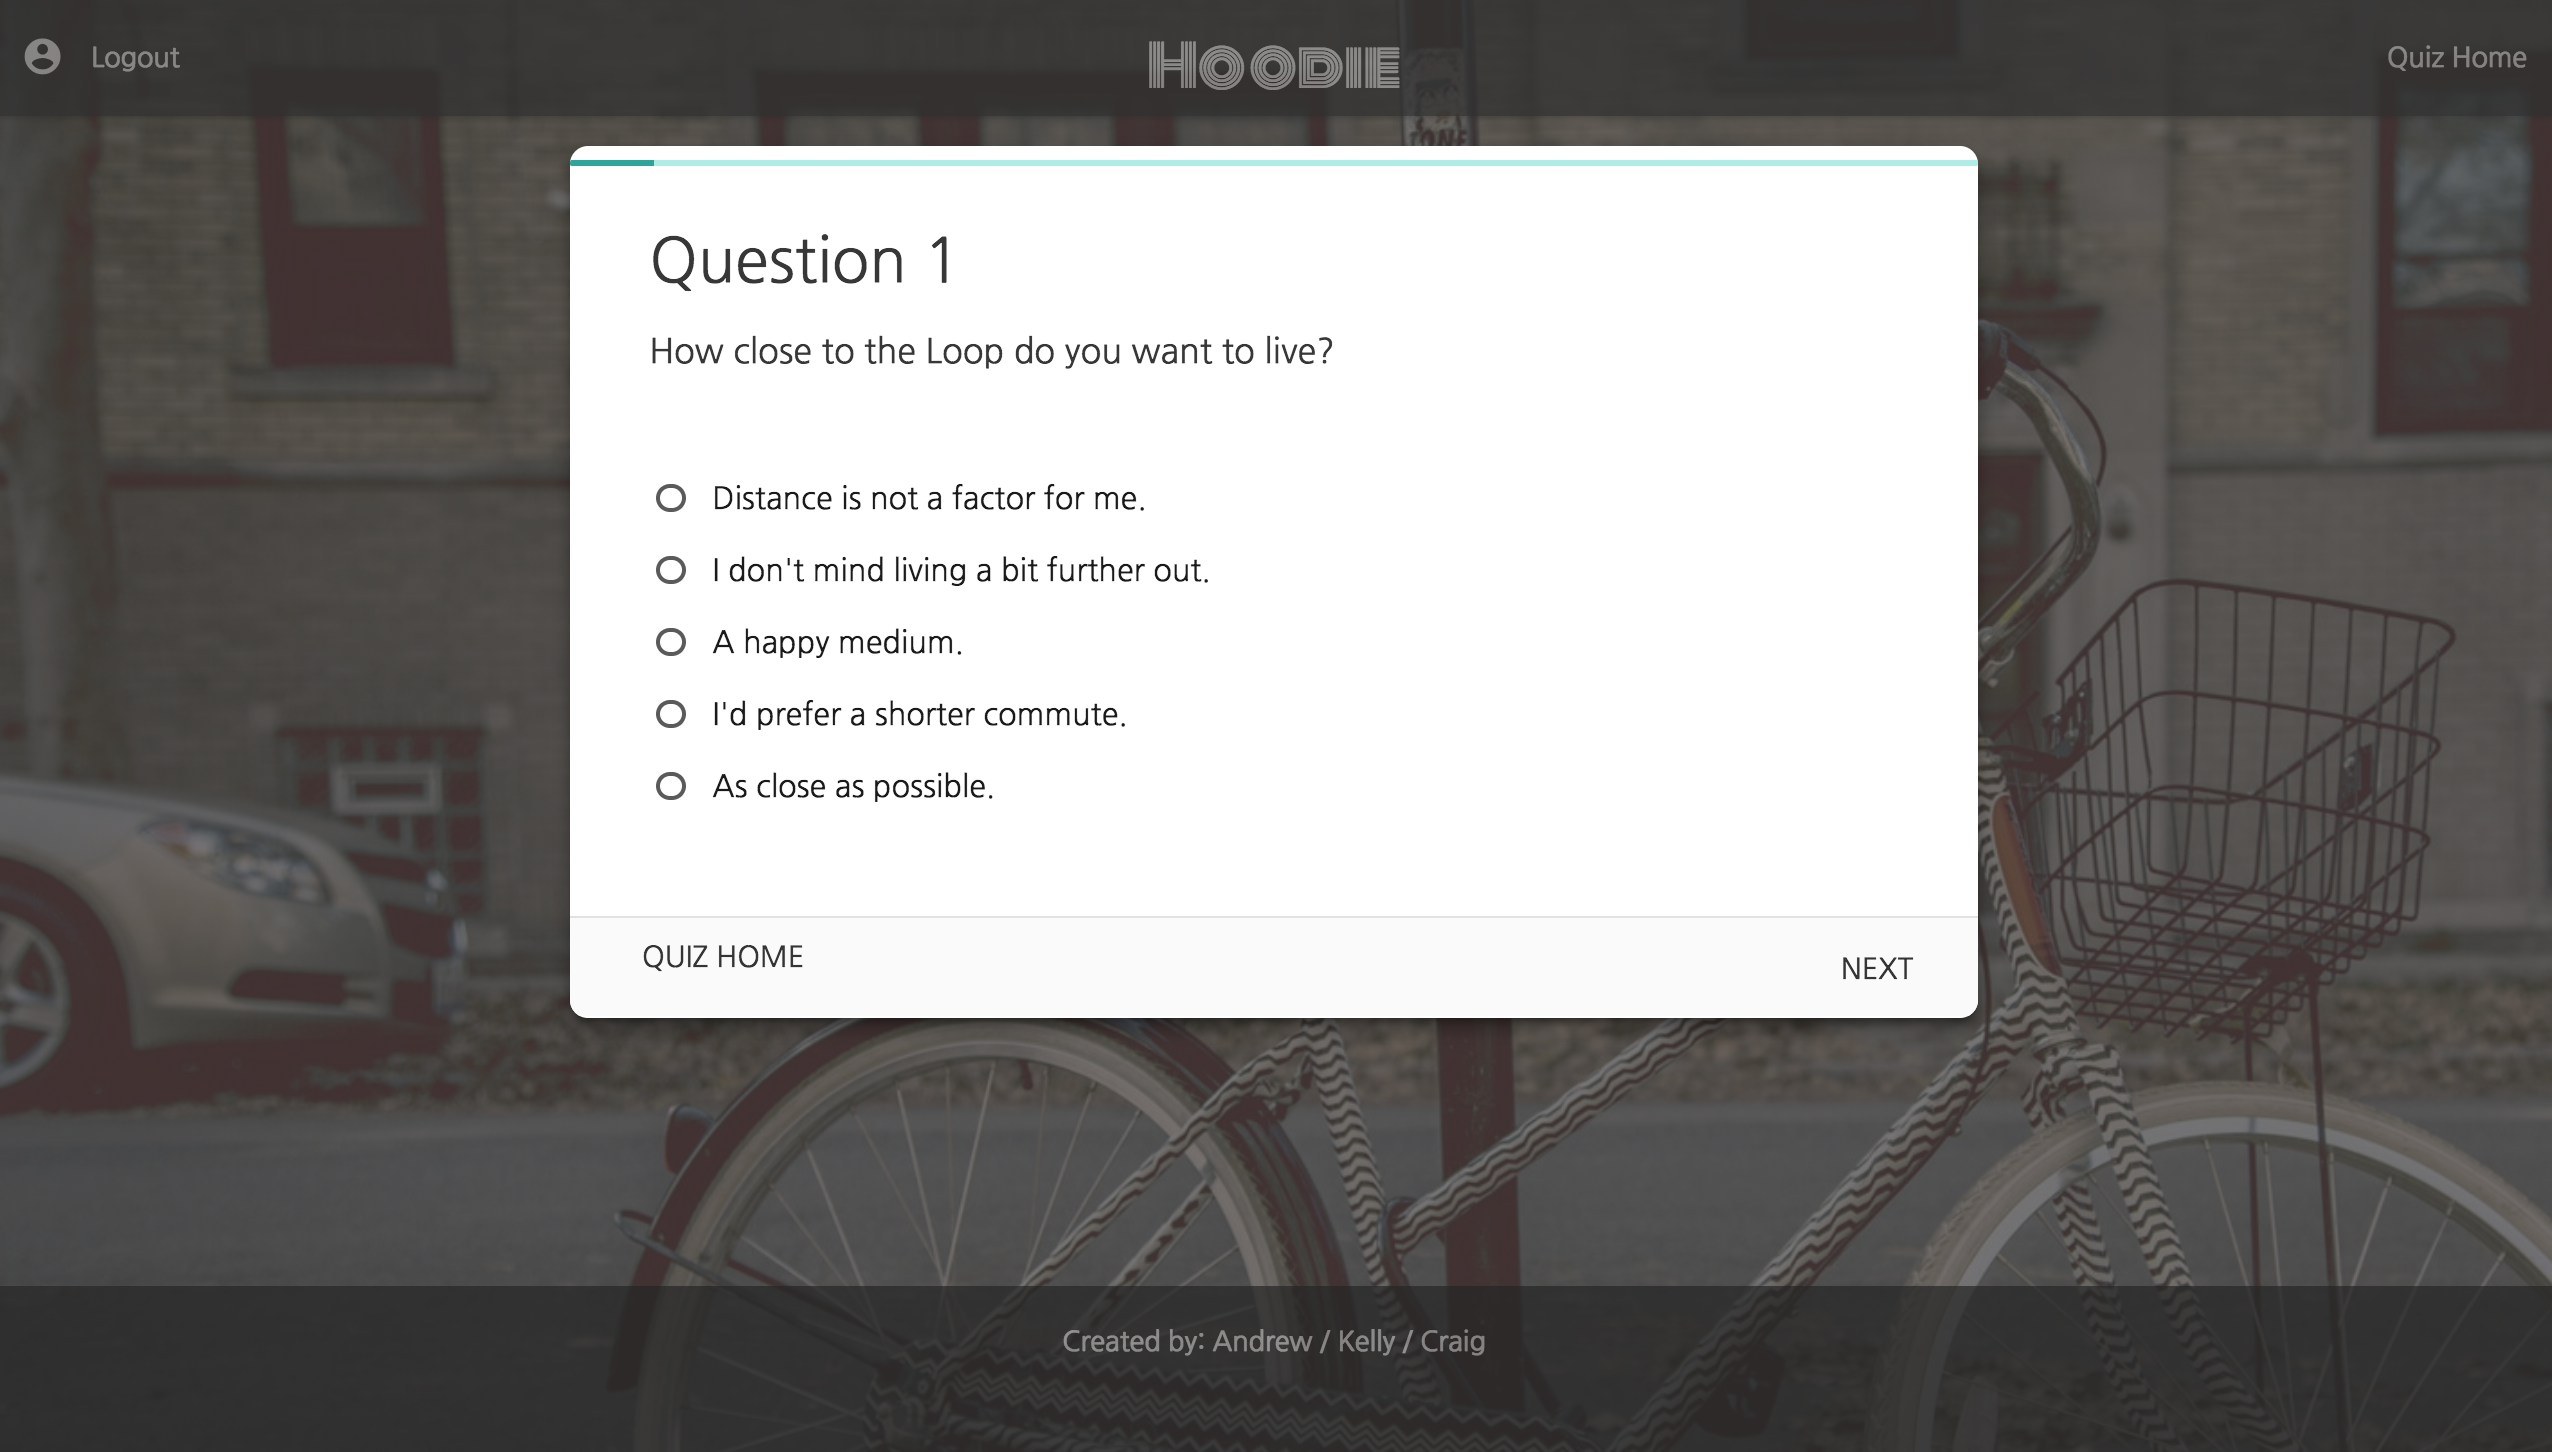 Logout
HOODIE
Quiz Home
Question 1
How close to the Loop do you want to live?
Distance is not a factor for me.
I don't mind living a bit further out.
A happy medium.
I'd prefer a shorter commute.
As close as possible.
QUIZ HOME
NEXT
Created by: Andrew / Kelly / Craig